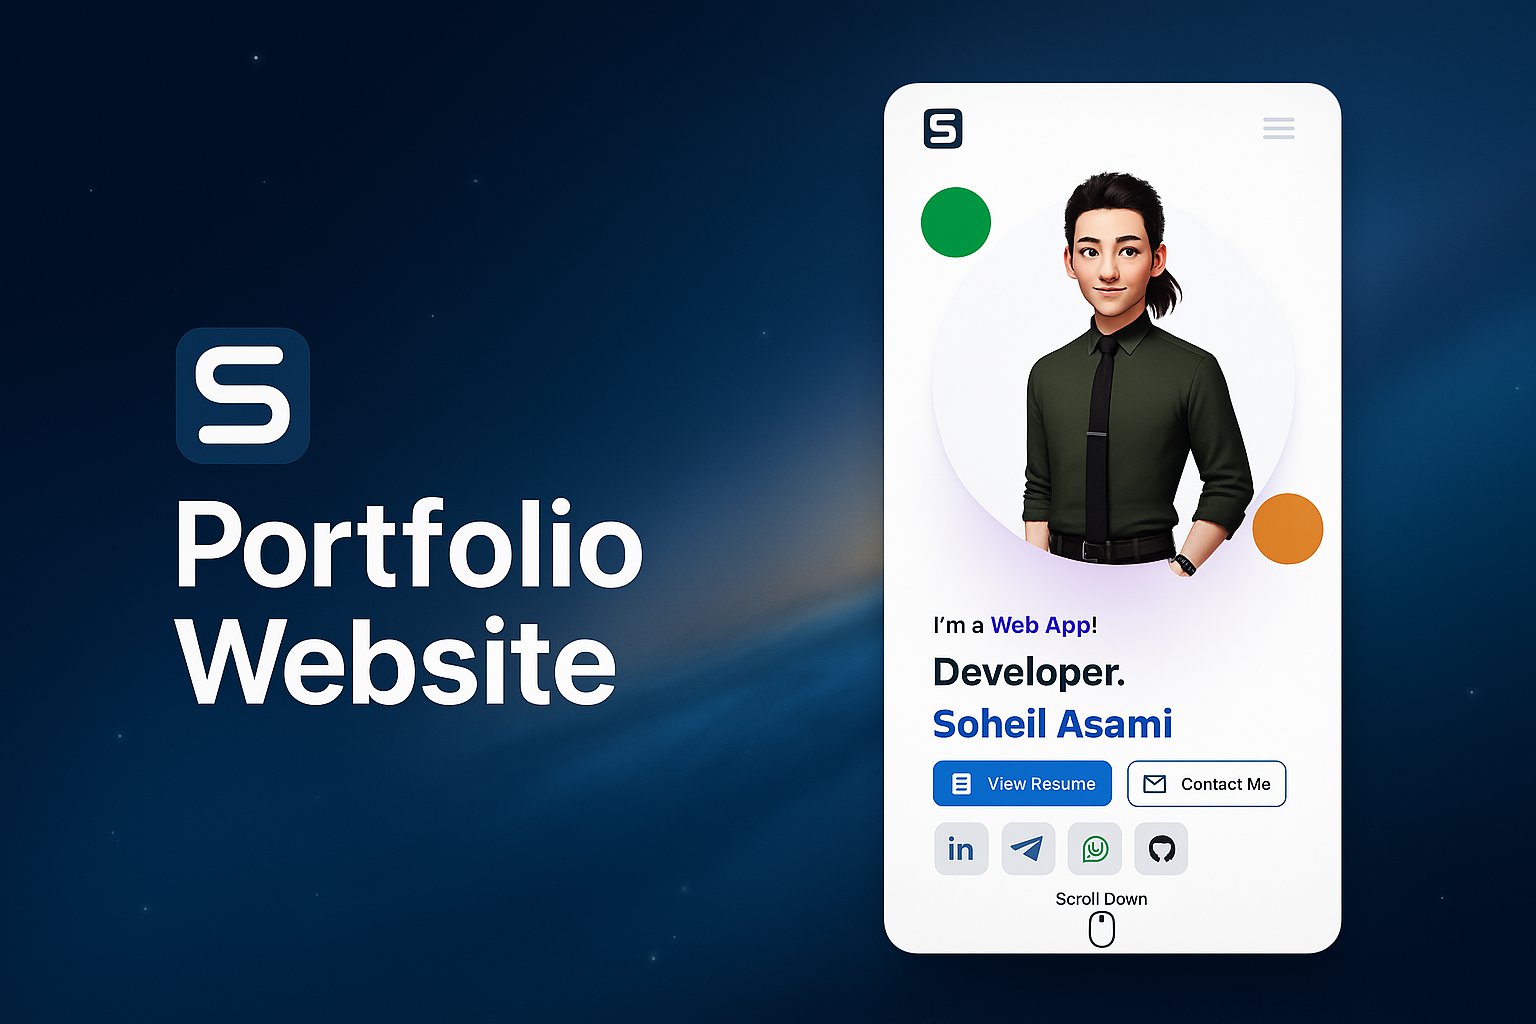 S
Portfolio
Website
S
I'm a Web App!
Developer.
Soheil Asami
View Resume
Contact Me
in
Scroll Down